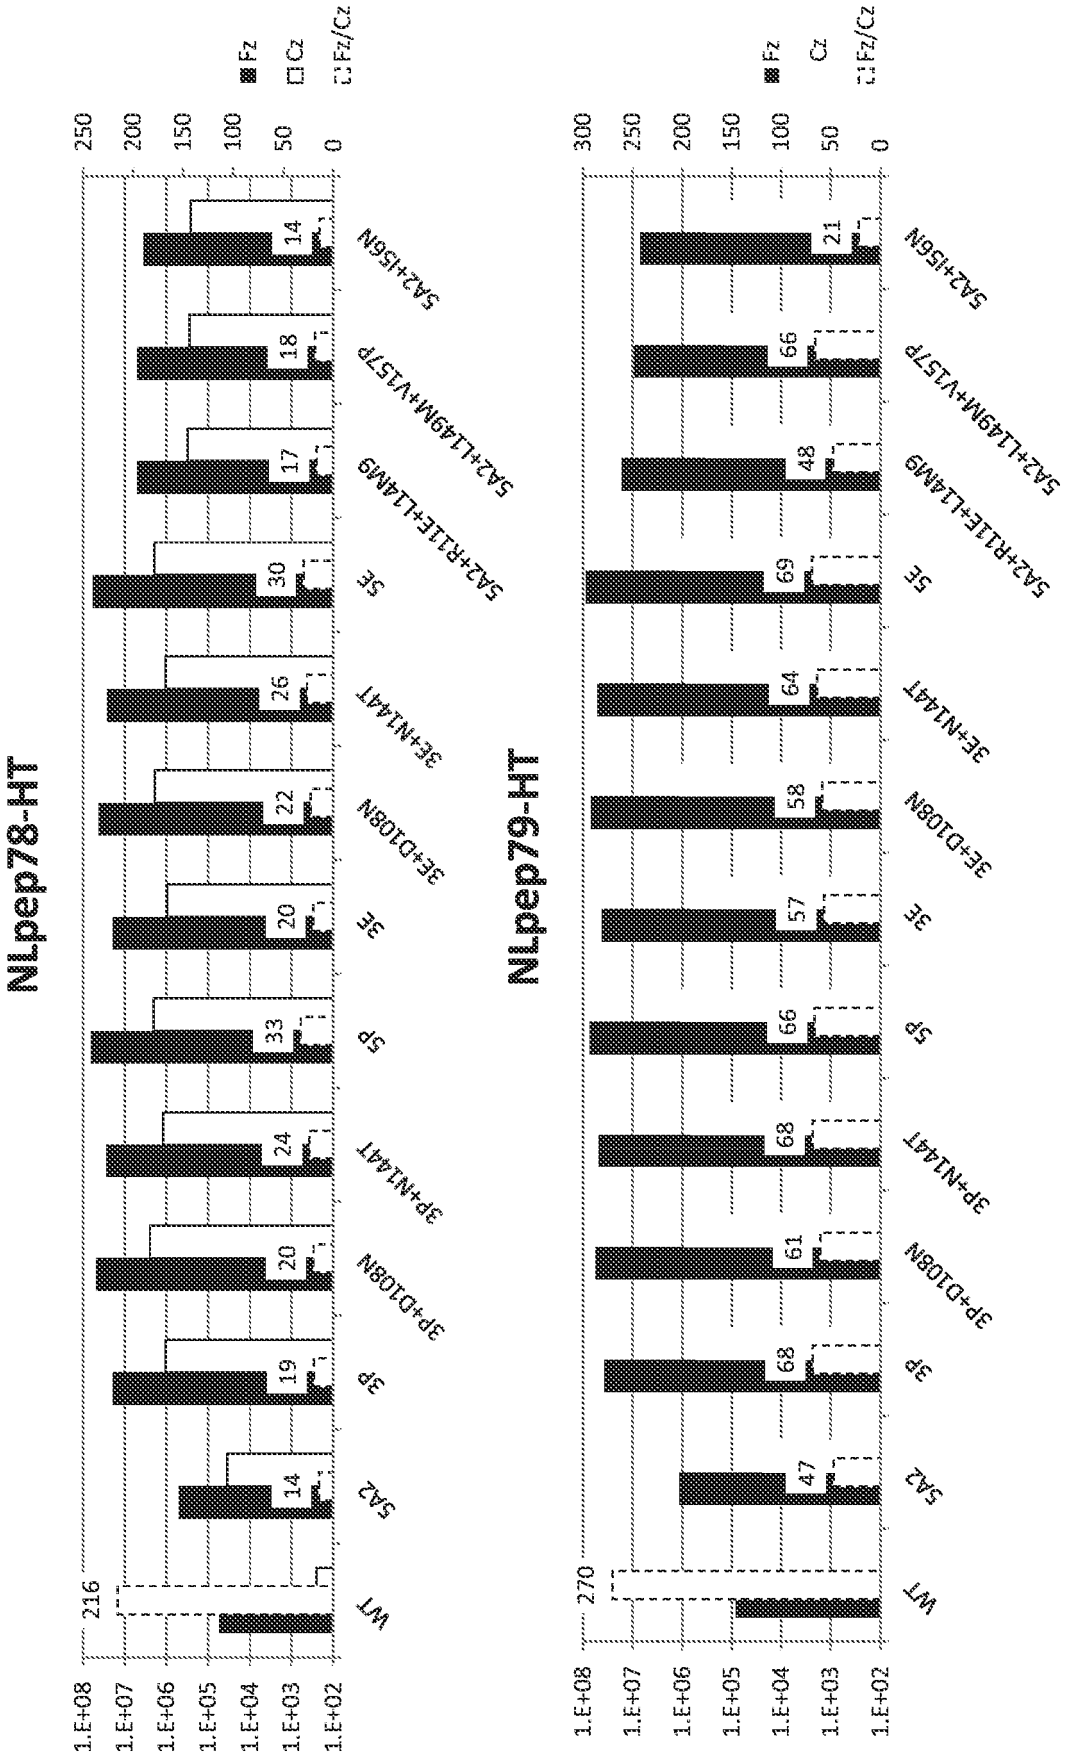 NLpep78-HT
1.E+08
1.E+07
1.E+06
1.E+05
1.E+04
1.E+03
1.E+02
250
200
150
100
50
0
216
14
19
20
24
33
20
22
26
30
17
18
14
WT
5A2
3P
3P+D108N
3P+N144T
5P
3E
3E+D108N
3E+N144T
5E
5A2+R11E+L14M9
5A2+L149M+V157P
5A2+I56N
Fz
Cz
Fz/Cz
NLpep79-HT
1.E+08
1.E+07
1.E+06
1.E+05
1.E+04
1.E+03
1.E+02
300
250
200
150
100
50
0
270
47
68
61
68
66
57
58
64
69
48
66
21
WT
5A2
3P
3P+D108N
3P+N144T
5P
3E
3E+D108N
3E+N144T
5E
5A2+R11E+L14M9
5A2+L149M+V157P
5A2+I56N
Fz
Cz
Fz/Cz